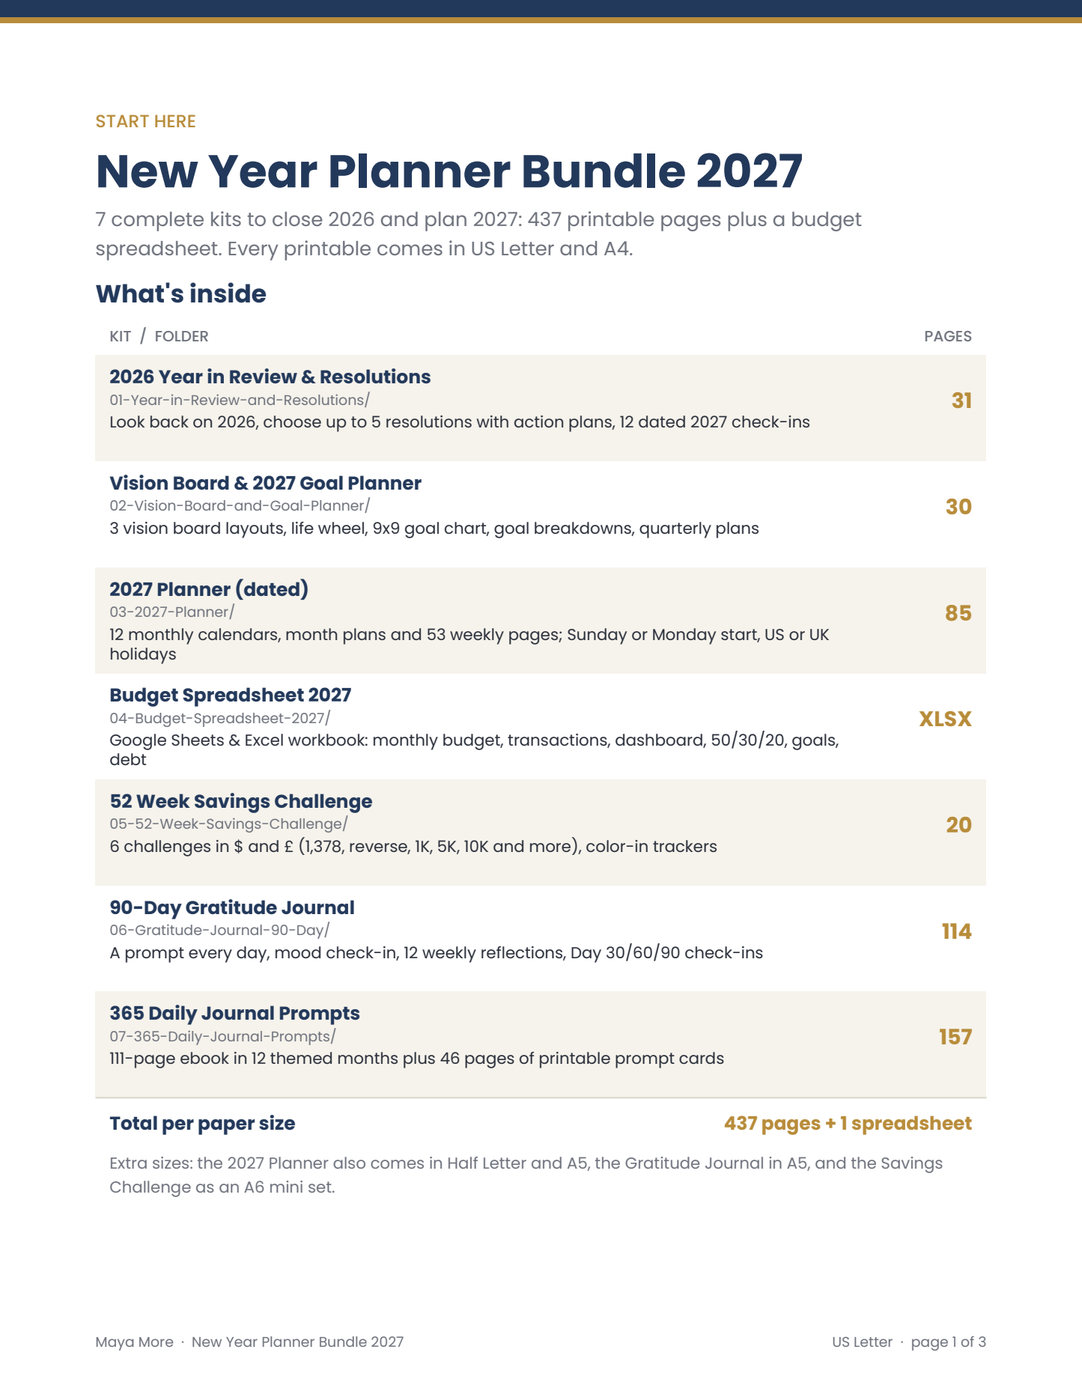 START HERE
New Year Planner Bundle 2027
7 complete kits to close 2026 and plan 2027: 437 printable pages plus a budget
spreadsheet. Every printable comes in US Letter and A4.
What's inside
KIT / FOLDER PAGES
2026 Year in Review & Resolutions
01-Year-in-Review-and-Resolutions/
31
Look back on 2026, choose up to 5 resolutions with action plans, 12 dated 2027 check-ins
Vision Board & 2027 Goal Planner
02-Vision-Board-and-Goal-Planner/
30
3 vision board layouts, life wheel, 9x9 goal chart, goal breakdowns, quarterly plans
2027 Planner (dated)
03-2027-Planner/
85
12 monthly calendars, month plans and 53 weekly pages; Sunday or Monday start, US or UK
holidays
Budget Spreadsheet 2027
04-Budget-Spreadsheet-2027/
XLSX
Google Sheets & Excel workbook: monthly budget, transactions, dashboard, 50/30/20, goals,
debt
52 Week Savings Challenge
05-52-Week-Savings-Challenge/
20
6 challenges in $ and £ (1,378, reverse, 1K, 5K, 10K and more), color-in trackers
90-Day Gratitude Journal
06-Gratitude-Journal-90-Day/
114
A prompt every day, mood check-in, 12 weekly reflections, Day 30/60/90 check-ins
365 Daily Journal Prompts
07-365-Daily-Journal-Prompts/
157
111-page ebook in 12 themed months plus 46 pages of printable prompt cards
Total per paper size 437 pages + 1 spreadsheet
Extra sizes: the 2027 Planner also comes in Half Letter and A5, the Gratitude Journal in A5, and the Savings
Challenge as an A6 mini set.
Maya More · New Year Planner Bundle 2027 US Letter · page 1 of 3